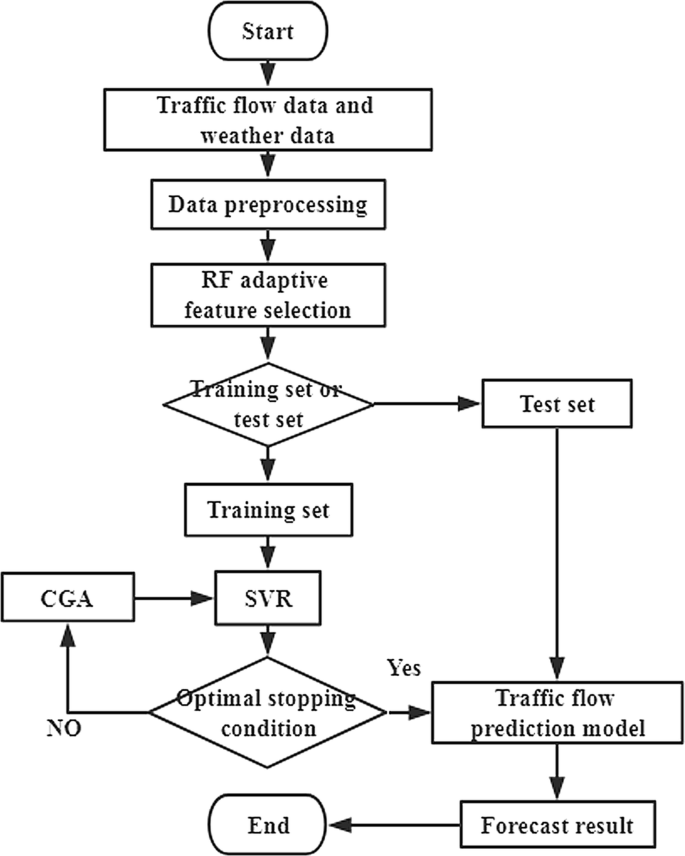 Start
Traffic flow data and
weather data
Data preprocessing
RF adaptive
feature selection
Training set or
test set
Test set
Training set
CGA
SVR
Yes
Optimal stopping
condition
NO
Traffic flow
prediction model
End
Forecast result